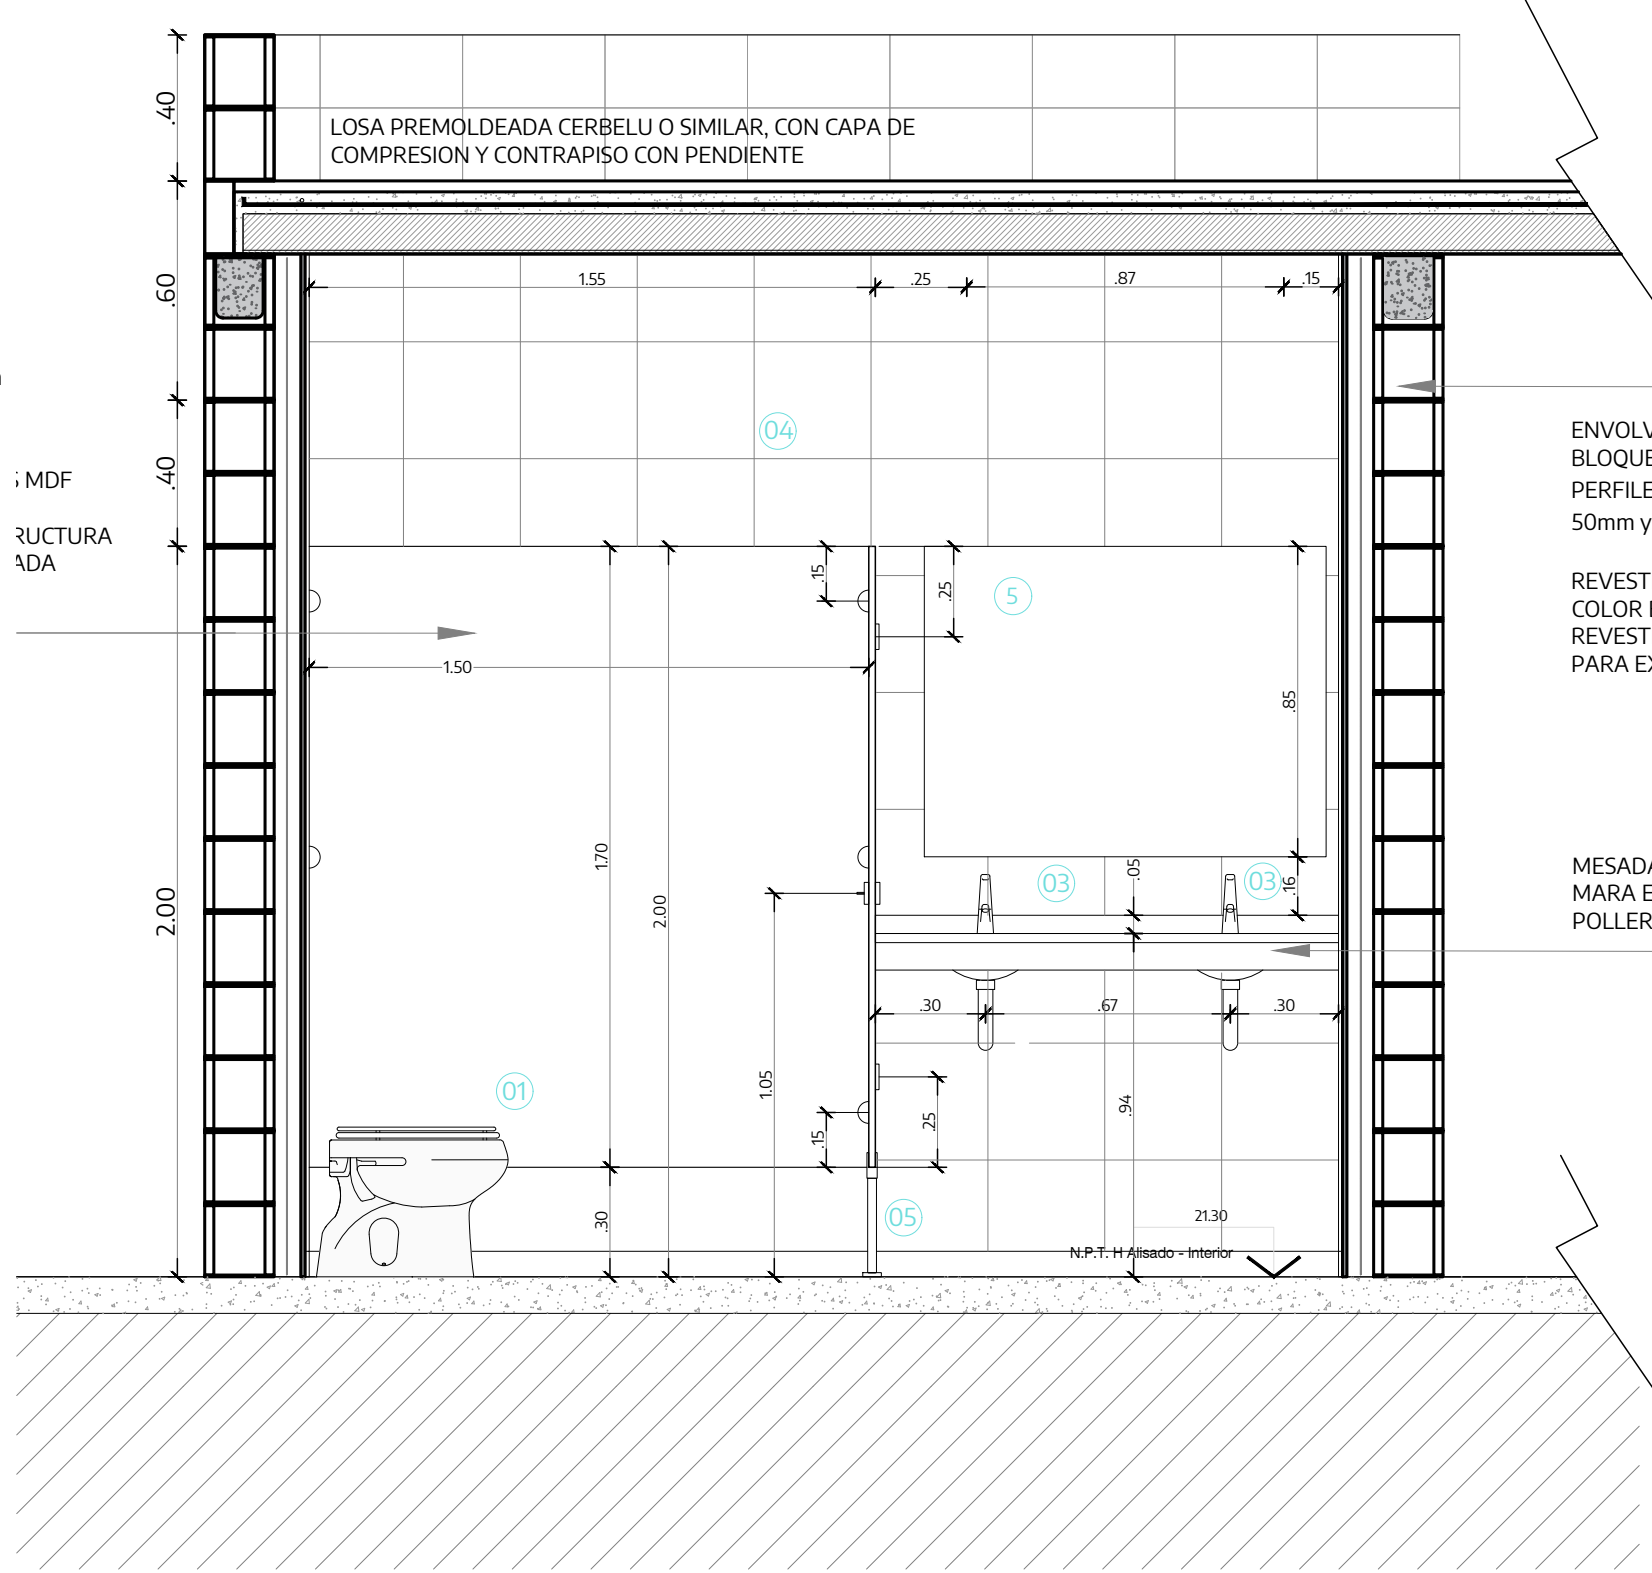 .40
LOSA PREMOLDEADA CERBELU O SIMILAR, CON CAPA DE
COMPRESION Y CONTRAPISO CON PENDIENTE
.60
1.55
.25
.87
.15
04
.40
MDF
RUCTURA
ADA
ENVOLV
BLOQUE
PERFILE
50mm y
.15
.25
5
REVEST
COLOR
REVEST
PARA EX
1.50
.85
1.70
2.00
2.00
.05
03
03
.16
MESADA
MARA E
POLLER
.30
.67
.30
1.05
01
.15
.25
.94
.30
05
21.30
N.P.T. H Alisado - Interior